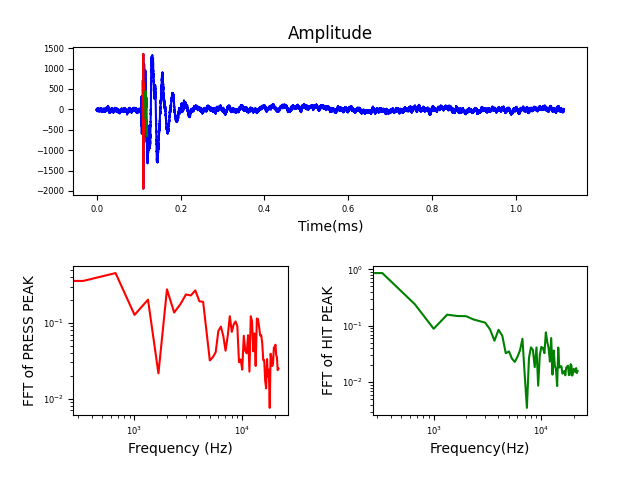 Amplitude
1500
1000
500
0
−500
−1000
−1500
−2000
0.0 0.2 0.4 0.6 0.8 1.0
Time(ms)
FFT of PRESS PEAK
10⁻¹
10⁻²
10³ 10⁴
Frequency (Hz)
FFT of HIT PEAK
10⁰
10⁻¹
10⁻²
10³ 10⁴
Frequency(Hz)